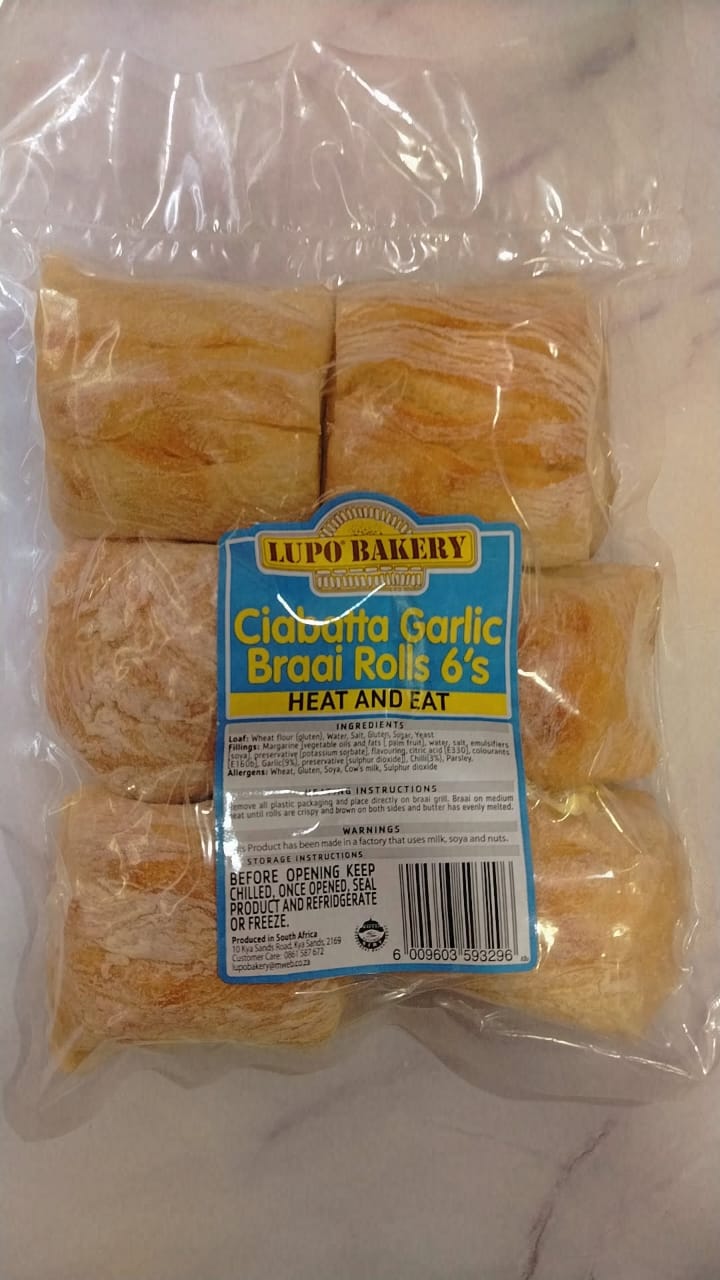 LUPO BAKERY
Ciabatta Garlic
Braai Rolls 6's
HEAT AND EAT
INGREDIENTS
Loaf: Wheat flour (gluten), Water, Salt, Gluten, Sugar, Yeast
Fillings: Margarine [vegetable oils and fats ( palm fruit), water, salt, emulsifiers
(soya), preservative (potassium sorbate), flavouring, citric acid (E330), colourants
(E160b), Garlic(9%), preservative (sulphur dioxide)], Chilli(3%), Parsley.
Allergens: Wheat, Gluten, Soya, Cow's milk, Sulphur dioxide
HEATING INSTRUCTIONS
Remove all plastic packaging and place directly on braai grill. Braai on medium
heat until rolls are crispy and brown on both sides and butter has evenly melted.
WARNINGS
This Product has been made in a factory that uses milk, soya and nuts.
STORAGE INSTRUCTIONS
BEFORE OPENING KEEP
CHILLED, ONCE OPENED, SEAL
PRODUCT AND REFRIDGERATE
OR FREEZE.
Produced in South Africa
10 Kya Sands Road, Kya Sands, 2169
Customer Care: 0861 587 672
lupobakery@mweb.co.za
6 009603 593296